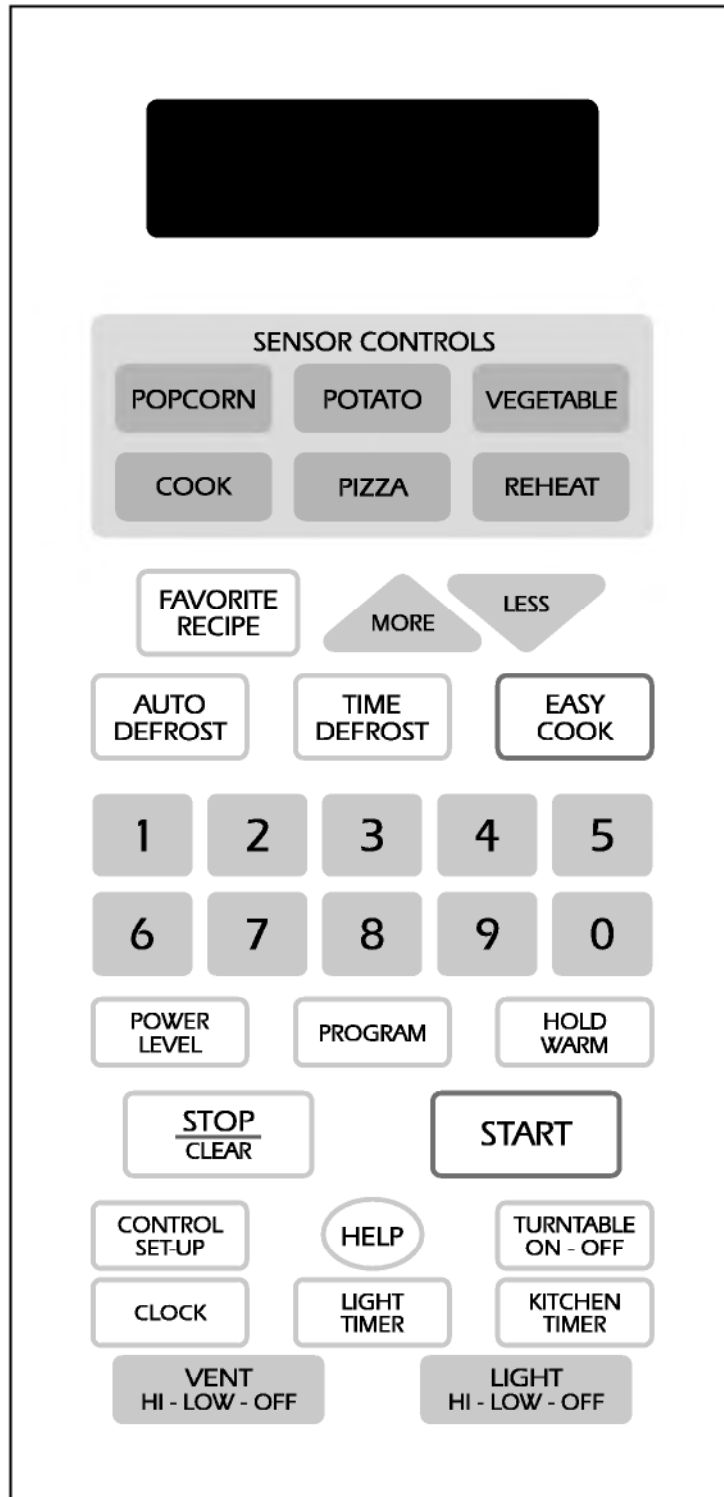 SENSOR CONTROLS
POPCORN POTATO VEGETABLE
COOK PIZZA REHEAT
FAVORITE
RECIPE
MORE
LESS
AUTO
DEFROST
TIME
DEFROST
EASY
COOK
1 2 3 4 5
6 7 8 9 0
POWER
LEVEL
PROGRAM
HOLD
WARM
STOP
CLEAR
START
CONTROL
SET-UP
HELP
TURNTABLE
ON - OFF
CLOCK
LIGHT
TIMER
KITCHEN
TIMER
VENT
HI - LOW - OFF
LIGHT
HI - LOW - OFF